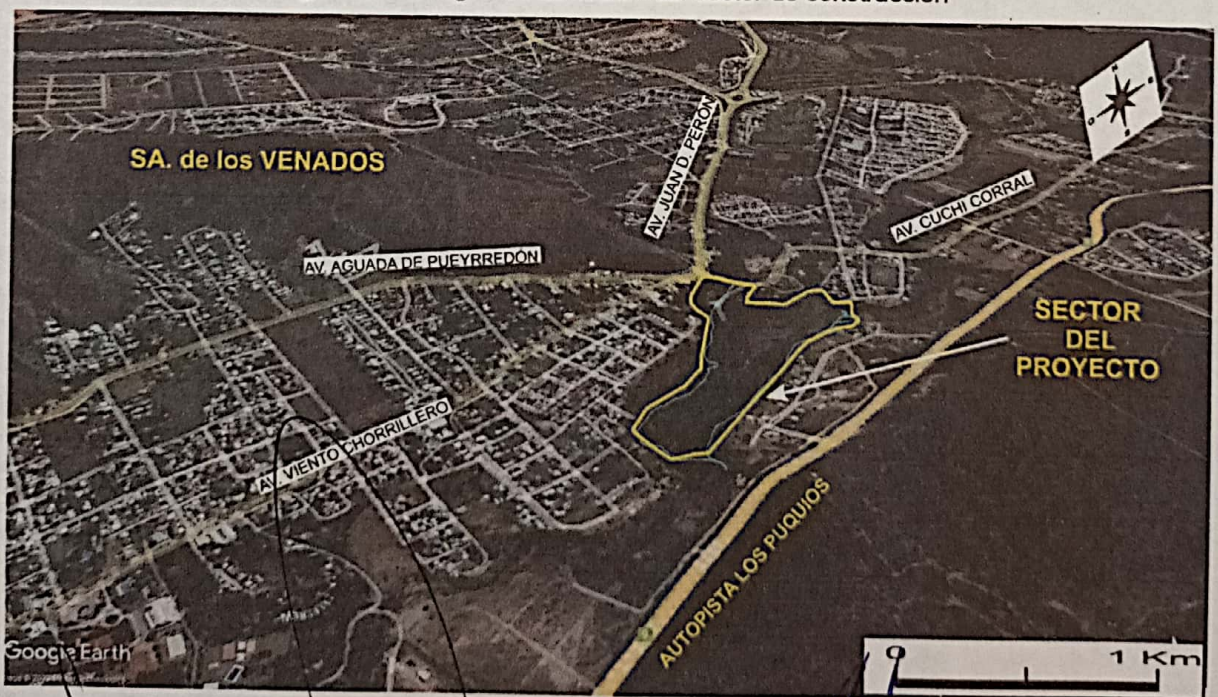 Construcción
SA. de los VENADOS
AV. JUAN D. PERÓN
AV. CUCHI CORRAL
AV. AGUADA DE PUEYRREDÓN
SECTOR
DEL
PROYECTO
AV. VIENTO CHORRILLERO
AUTOPISTA LOS PUQUIOS
Google Earth
0 1 Km